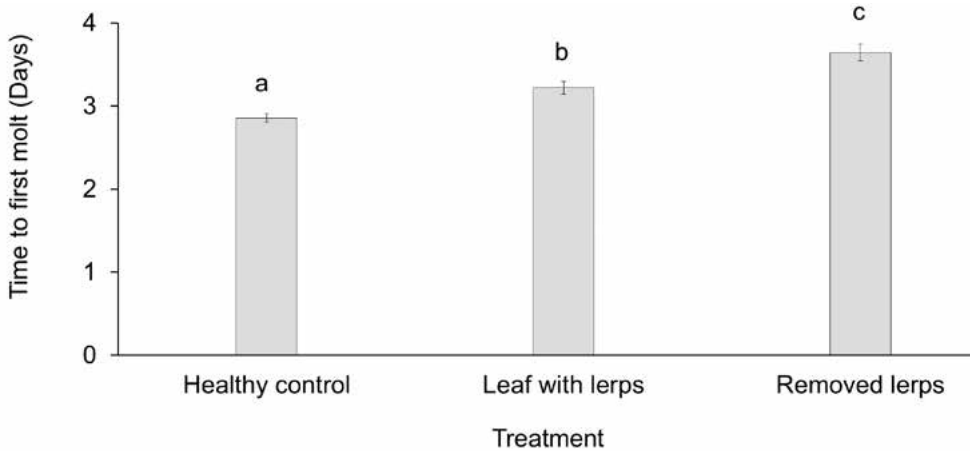 Time to first molt (Days)
4
3
2
1
0
a
b
c
Healthy control
Leaf with lerps
Removed lerps
Treatment